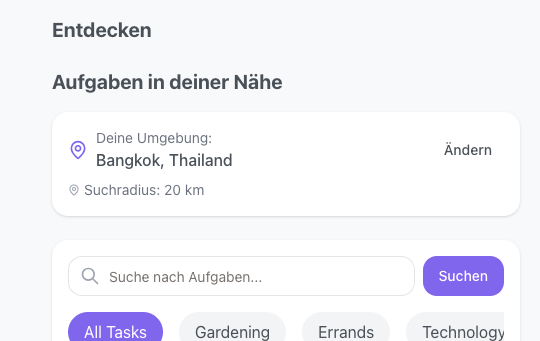 Entdecken
Aufgaben in deiner Nähe
Deine Umgebung:
Bangkok, Thailand
Ändern
Suchradius: 20 km
Suche nach Aufgaben...
Suchen
All Tasks
Gardening
Errands
Technology